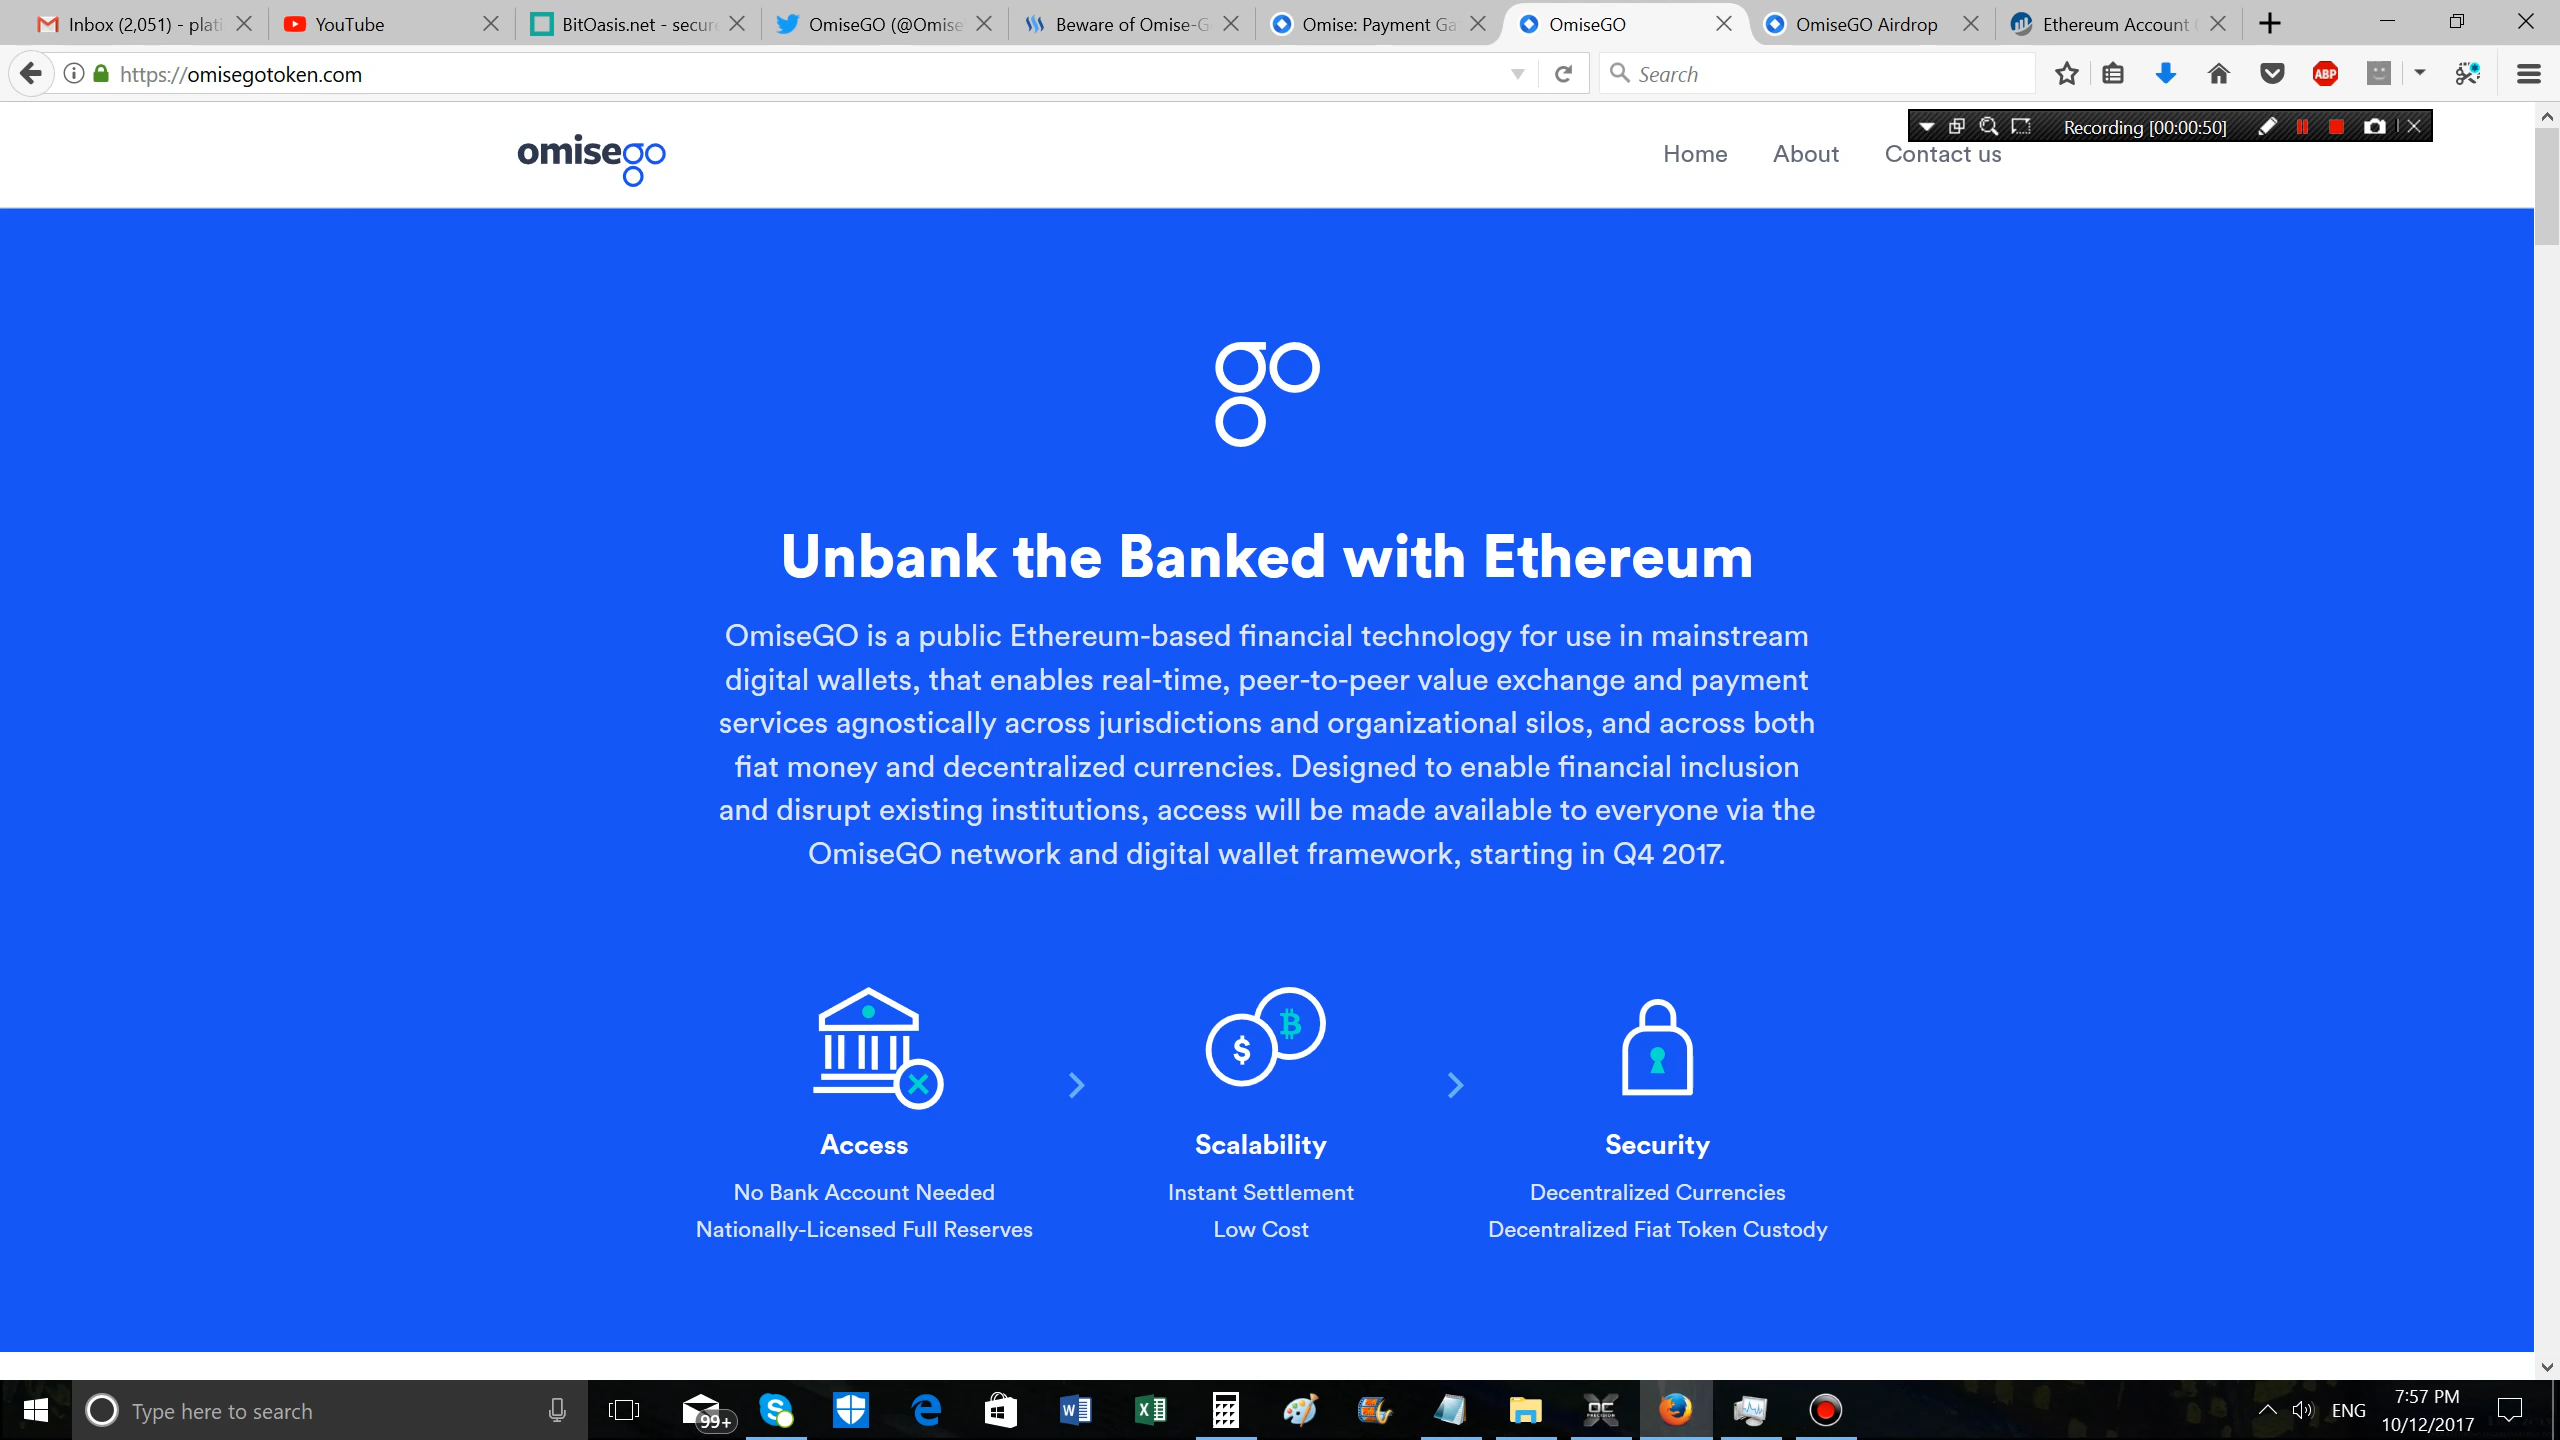 Inbox (2,051) - plati
YouTube
BitOasis.net - secure
OmiseGO (@Omise
Beware of Omise-G
Omise: Payment Ga
OmiseGO
OmiseGO Airdrop
Ethereum Account
https://omisegotoken.com
Search
ABP
Recording [00:00:50]
omisego
Home
About
Contact us
go
Unbank the Banked with Ethereum
OmiseGO is a public Ethereum-based financial technology for use in mainstream
digital wallets, that enables real-time, peer-to-peer value exchange and payment
services agnostically across jurisdictions and organizational silos, and across both
fiat money and decentralized currencies. Designed to enable financial inclusion
and disrupt existing institutions, access will be made available to everyone via the
OmiseGO network and digital wallet framework, starting in Q4 2017.
Access
Scalability
Security
No Bank Account Needed
Instant Settlement
Decentralized Currencies
Nationally-Licensed Full Reserves
Low Cost
Decentralized Fiat Token Custody
Type here to search
99+
ENG
7:57 PM
10/12/2017